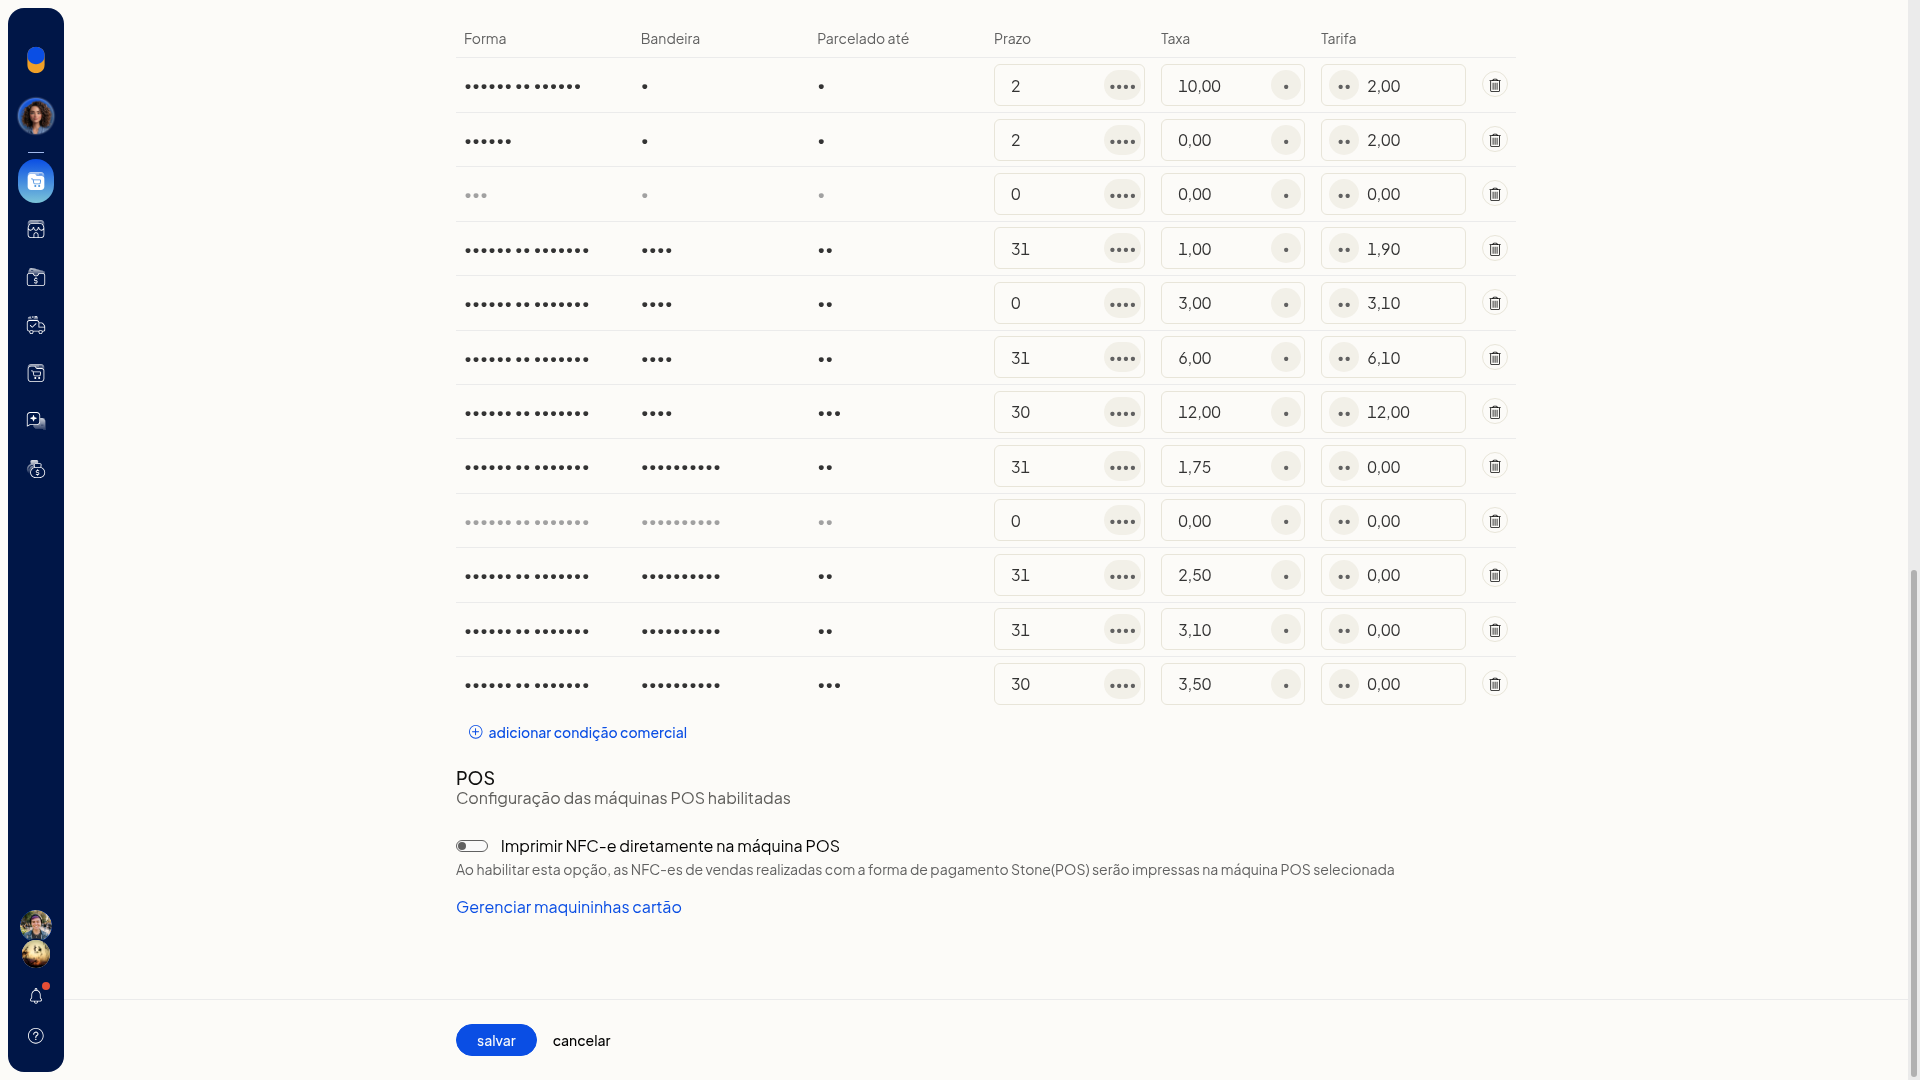 Forma Bandeira Parcelado até Prazo Taxa Tarifa
2 10,00 2,00
2 0,00 2,00
0 0,00 0,00
31 1,00 1,90
0 3,00 3,10
31 6,00 6,10
30 12,00 12,00
31 1,75 0,00
0 0,00 0,00
31 2,50 0,00
31 3,10 0,00
30 3,50 0,00
adicionar condição comercial
POS
Configuração das máquinas POS habilitadas
Imprimir NFC-e diretamente na máquina POS
Ao habilitar esta opção, as NFC-es de vendas realizadas com a forma de pagamento Stone(POS) serão impressas na máquina POS selecionada
Gerenciar maquininhas cartão
salvar cancelar